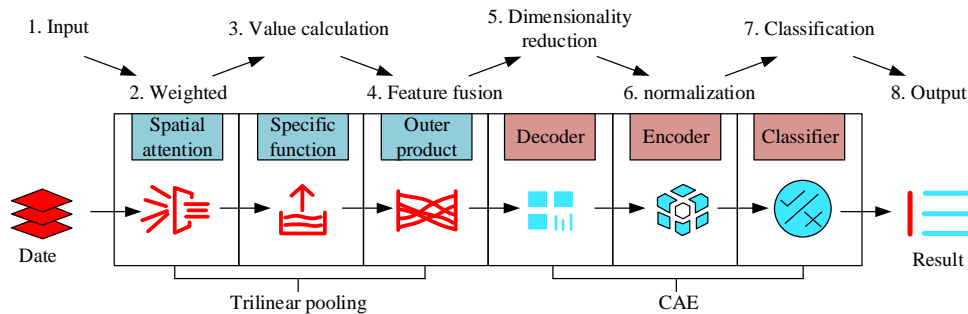 1. Input
3. Value calculation
5. Dimensionality
reduction
7. Classification
2. Weighted
4. Feature fusion
6. normalization
8. Output
Spatial
attention
Specific
function
Outer
product
Decoder
Encoder
Classifier
Date
Result
Trilinear pooling
CAE